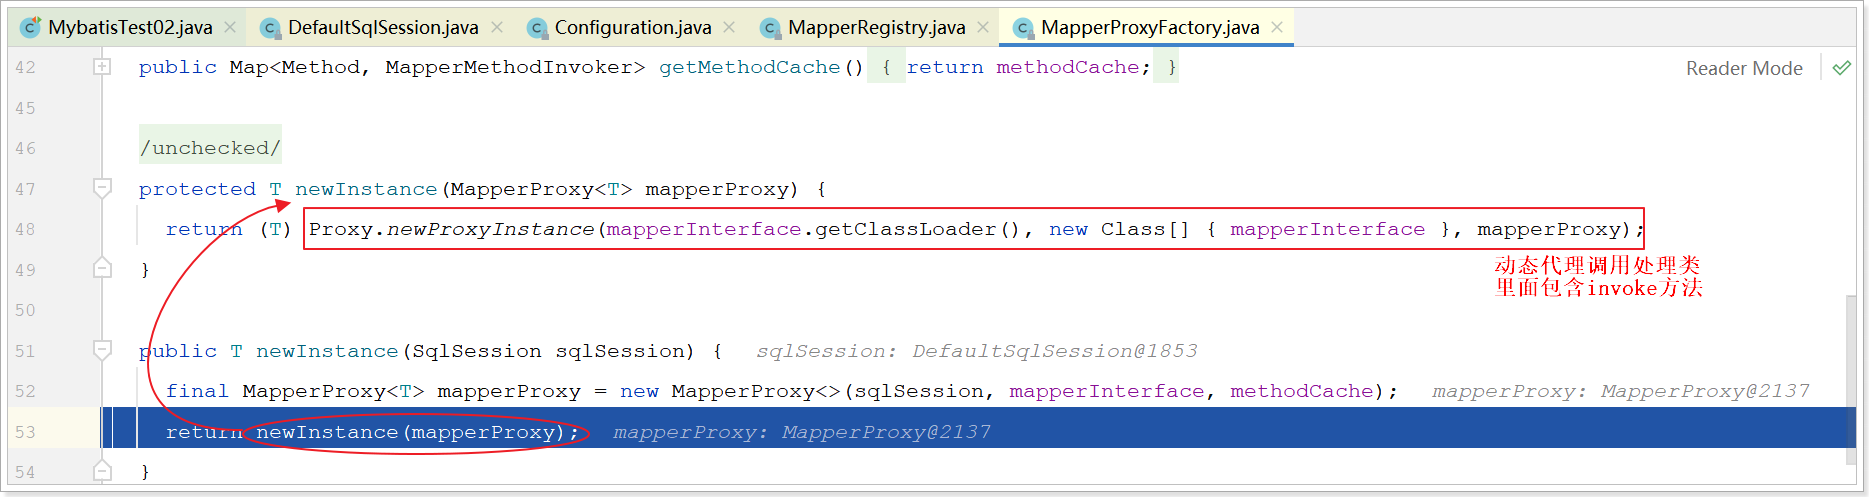 MybatisTest02.java DefaultSqlSession.java Configuration.java MapperRegistry.java MapperProxyFactory.java
42 public Map<Method, MapperMethodInvoker> getMethodCache() { return methodCache; } Reader Mode
45
46 /unchecked/
47 protected T newInstance(MapperProxy<T> mapperProxy) {
48 return (T) Proxy.newProxyInstance(mapperInterface.getClassLoader(), new Class[] { mapperInterface }, mapperProxy);
49 }
动态代理调用处理类
里面包含invoke方法
50
51 public T newInstance(SqlSession sqlSession) { sqlSession: DefaultSqlSession@1853
52 final MapperProxy<T> mapperProxy = new MapperProxy<>(sqlSession, mapperInterface, methodCache); mapperProxy: MapperProxy@2137
53 return newInstance(mapperProxy); mapperProxy: MapperProxy@2137
54 }